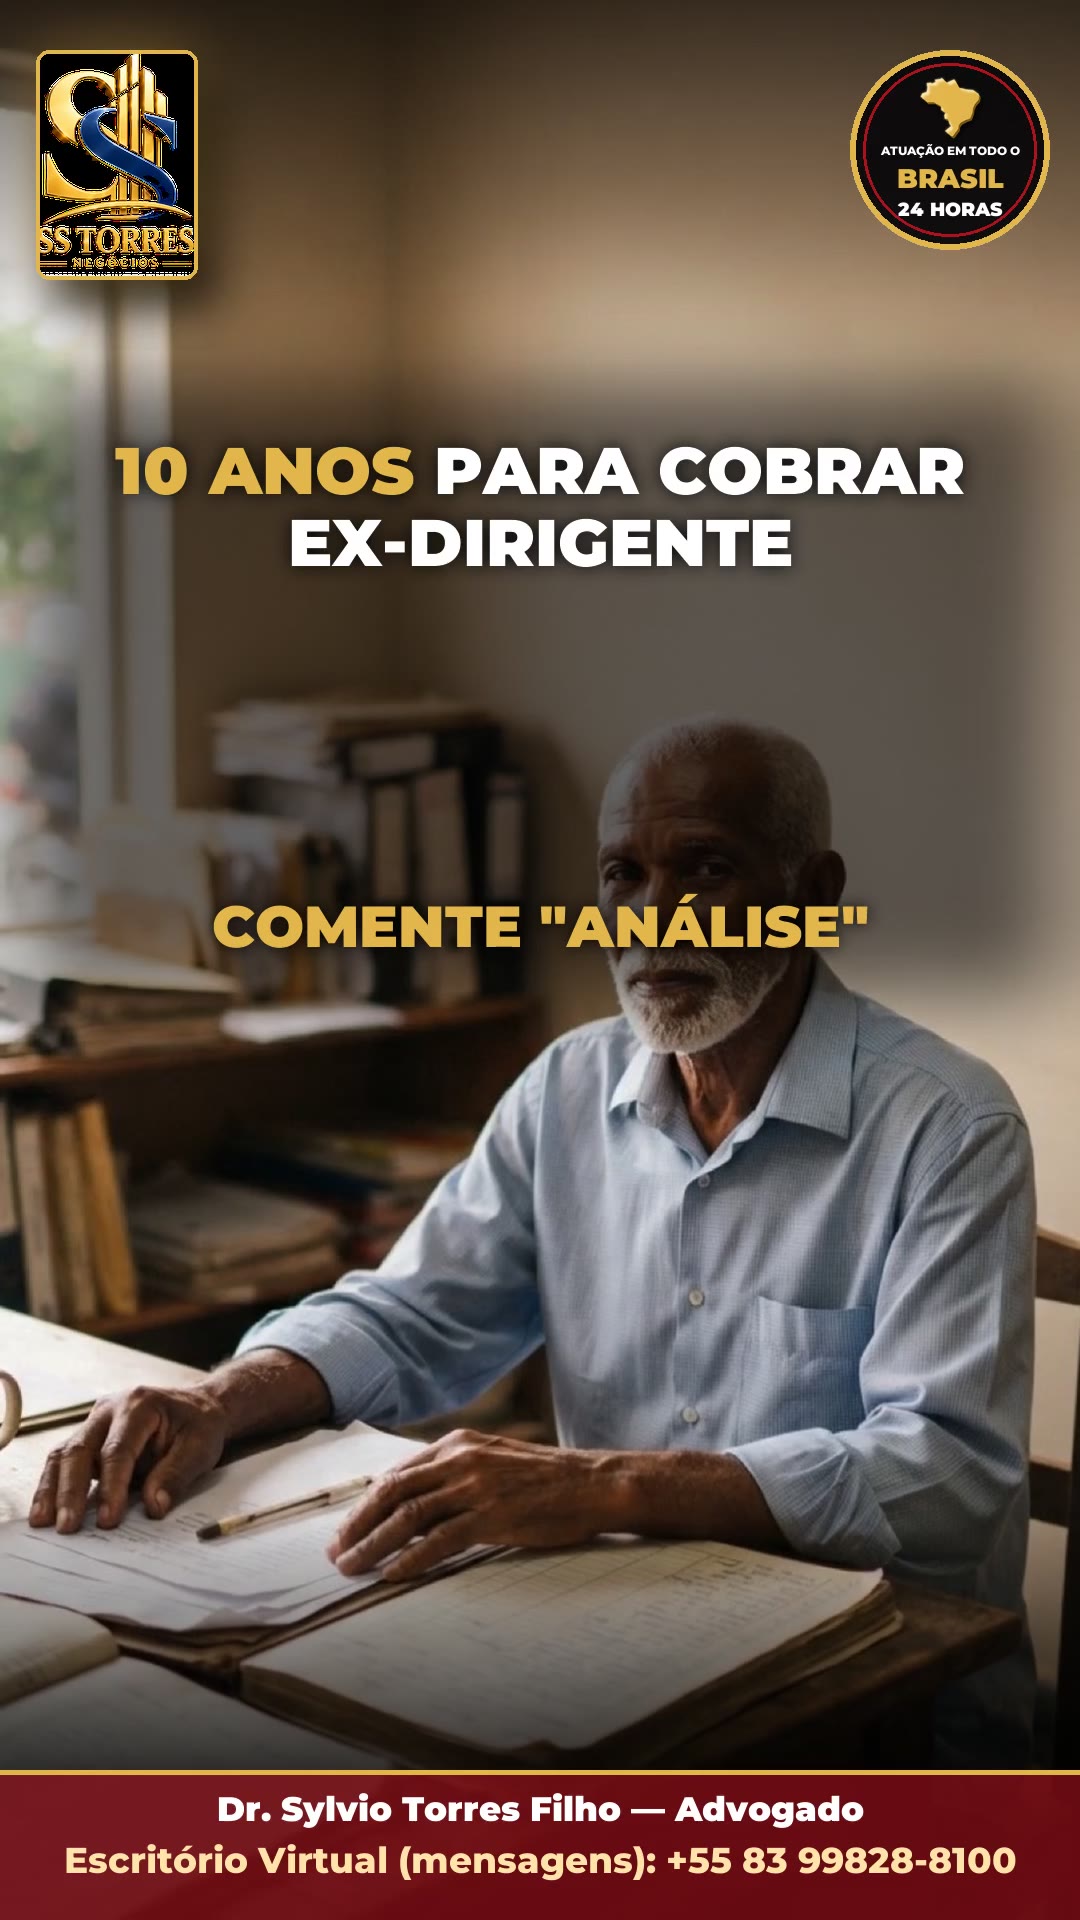 SS TORRES
NEGÓCIOS
ATUAÇÃO EM TODO O
BRASIL
24 HORAS
10 ANOS PARA COBRAR
EX-DIRIGENTE
COMENTE "ANÁLISE"
Dr. Sylvio Torres Filho — Advogado
Escritório Virtual (mensagens): +55 83 99828-8100